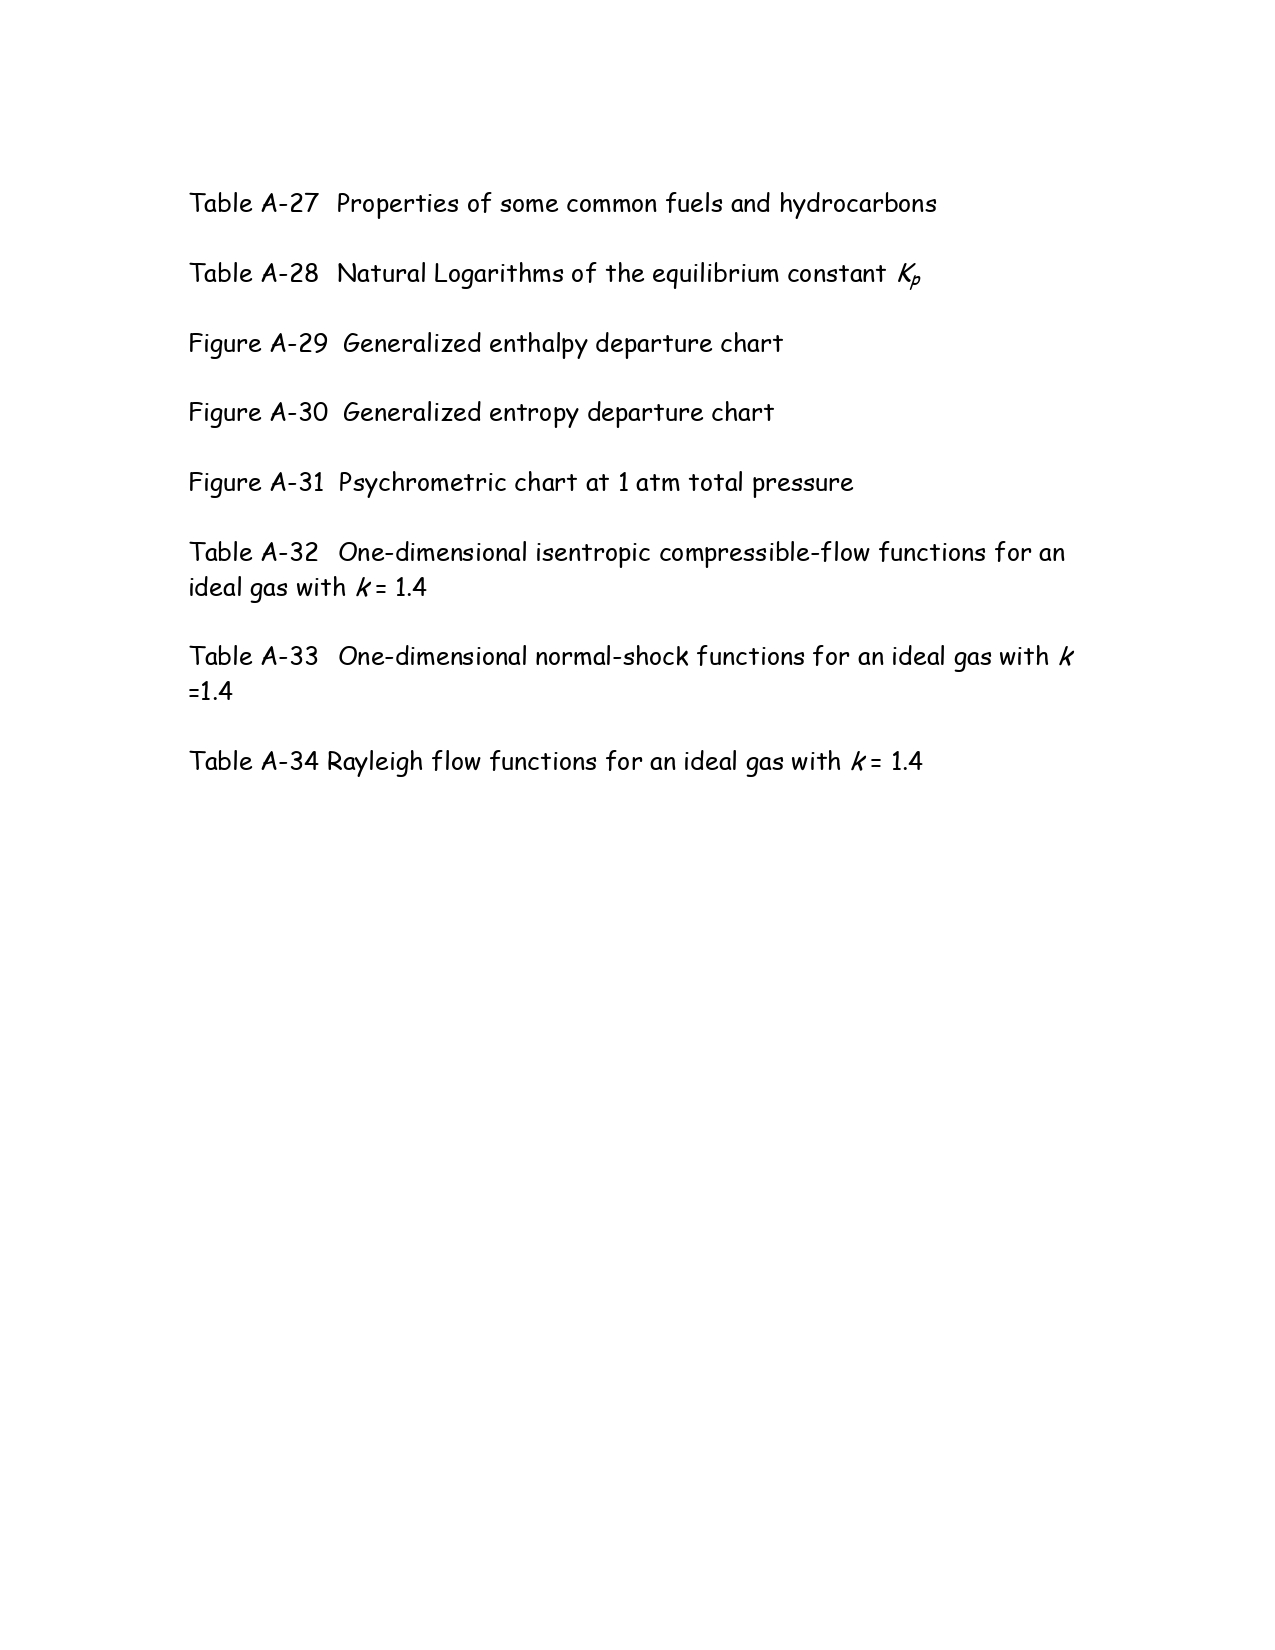 Table A-27  Properties of some common fuels and hydrocarbons
Table A-28  Natural Logarithms of the equilibrium constant Kp
Figure A-29  Generalized enthalpy departure chart
Figure A-30  Generalized entropy departure chart
Figure A-31  Psychrometric chart at 1 atm total pressure
Table A-32  One-dimensional isentropic compressible-flow functions for an
ideal gas with k = 1.4
Table A-33  One-dimensional normal-shock functions for an ideal gas with k
=1.4
Table A-34 Rayleigh flow functions for an ideal gas with k = 1.4